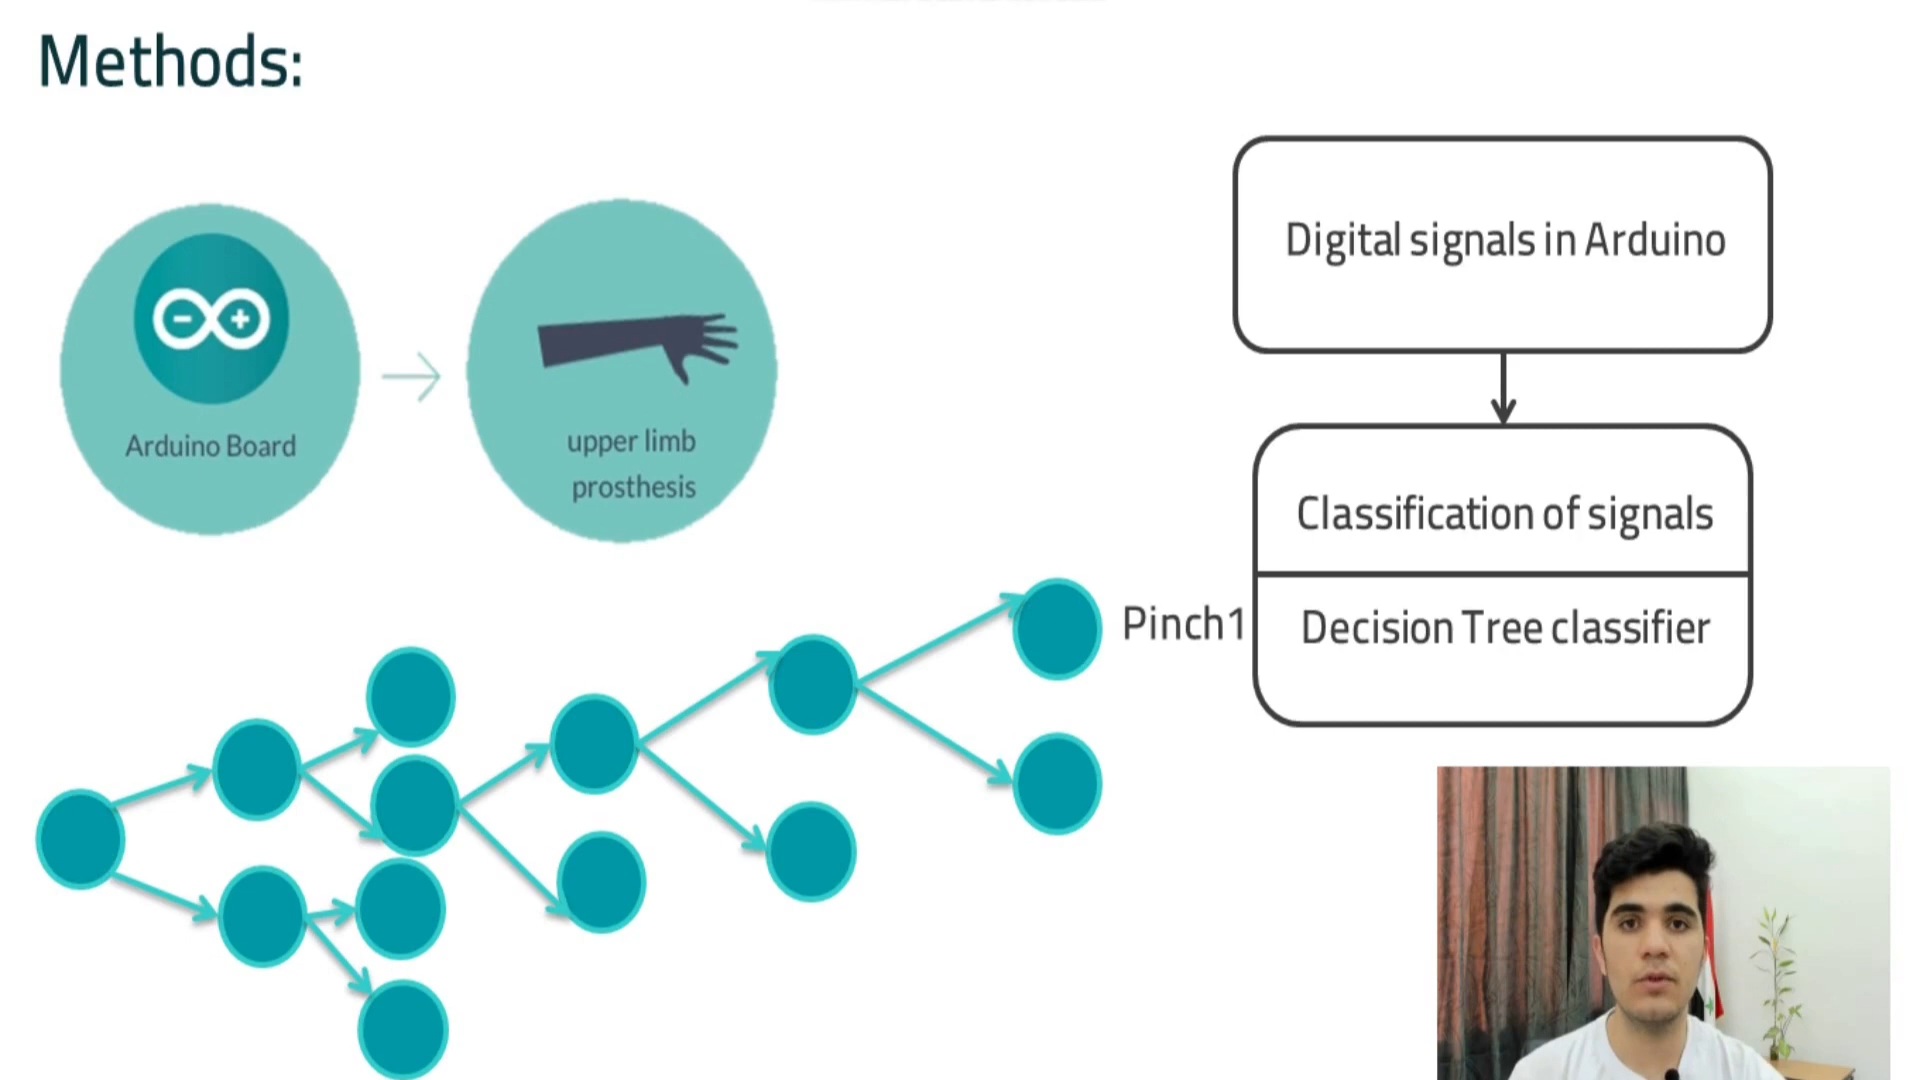 Methods:
Digital signals in Arduino
Arduino Board
upper limb
prosthesis
Classification of signals
Pinch1
Decision Tree classifier